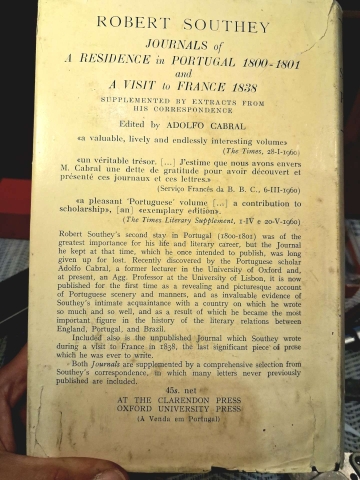 ROBERT SOUTHEY
JOURNALS of
A RESIDENCE in PORTUGAL 1800-1801
and
A VISIT to FRANCE 1838
SUPPLEMENTED BY EXTRACTS FROM
HIS CORRESPONDENCE
Edited by ADOLFO CABRAL
«a valuable, lively and endlessly interesting volume»
(The Times, 28-I-1960)
«un véritable trésor. [...] J'estime que nous avons envers
M. Cabral une dette de gratitude pour avoir découvert et
présenté ces journaux et ces lettres.»
(Serviço Francês da B. B. C., 6-III-1960)
«a pleasant 'Portuguese' volume [...] a contribution to
scholarship», [an] «exemplary edition».
(The Times Literary Supplement, 1-IV e 20-V-1960)
Robert Southey's second stay in Portugal (1800-1801) was of the
greatest importance for his life and literary career, but the Journal
he kept at that time, which he once intended to publish, was long
given up for lost. Recently discovered by the Portuguese scholar
Adolfo Cabral, a former lecturer in the University of Oxford and,
at present, an Agg. Professor at the University of Lisbon, it is now
published for the first time as a revealing and picturesque account
of Portuguese scenery and manners, and as invaluable evidence of
Southey's intimate acquaintance with a country on which he wrote
so much and so well, and as a result of which he became the most
important figure in the history of the literary relations between
England, Portugal, and Brazil.
Included also is the unpublished Journal which Southey wrote
during a visit to France in 1838, the last significant piece of prose
which he was ever to write.
Both Journals are supplemented by a comprehensive selection from
Southey's correspondence, in which many letters never previously
published are included.
45s. net
AT THE CLARENDON PRESS
OXFORD UNIVERSITY PRESS
(À Venda em Portugal)